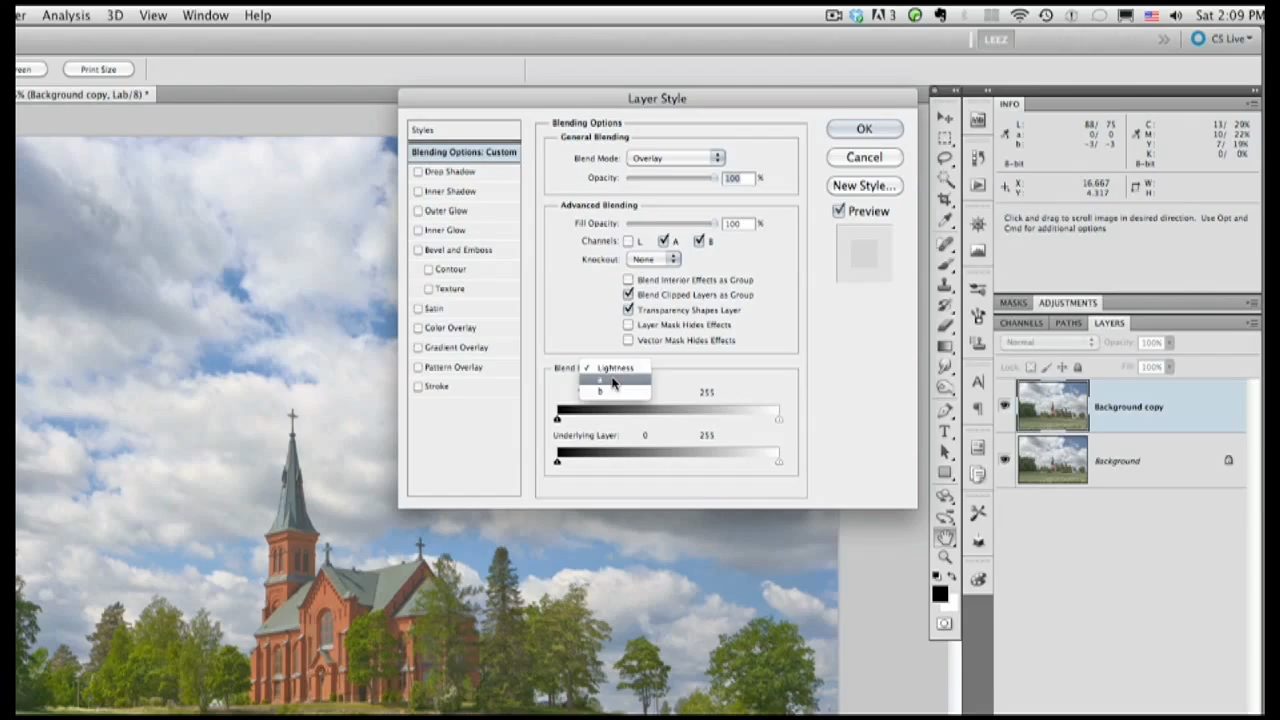 er Analysis 3D View Window Help
3
Sat 2:09 PM
reen
Print Size
LEEZ
CS Live
% (Background copy, Lab/8) *
Layer Style
Styles
Blending Options: Custom
Drop Shadow
Inner Shadow
Outer Glow
Inner Glow
Bevel and Emboss
Contour
Texture
Satin
Color Overlay
Gradient Overlay
Pattern Overlay
Stroke
Blending Options
General Blending
Blend Mode: Overlay
Opacity: 100 %
Advanced Blending
Fill Opacity: 100 %
Channels: L A B
Knockout: None
Blend Interior Effects as Group
Blend Clipped Layers as Group
Transparency Shapes Layer
Layer Mask Hides Effects
Vector Mask Hides Effects
Blend
Lightness
a
b
255
Underlying Layer: 0 255
OK
Cancel
New Style...
Preview
INFO
L: 88/ 75
a: 0/ 0
b: -3/ -3
8-bit
C: 13/ 29%
M: 10/ 22%
Y: 7/ 19%
K: 0/ 0%
8-bit
X: 16.667
Y: 4.317
W:
H:
Click and drag to scroll image in desired direction. Use Opt and
Cmd for additional options
MASKS ADJUSTMENTS
CHANNELS PATHS LAYERS
Normal Opacity: 100%
Lock: Fill: 100%
Background copy
Background